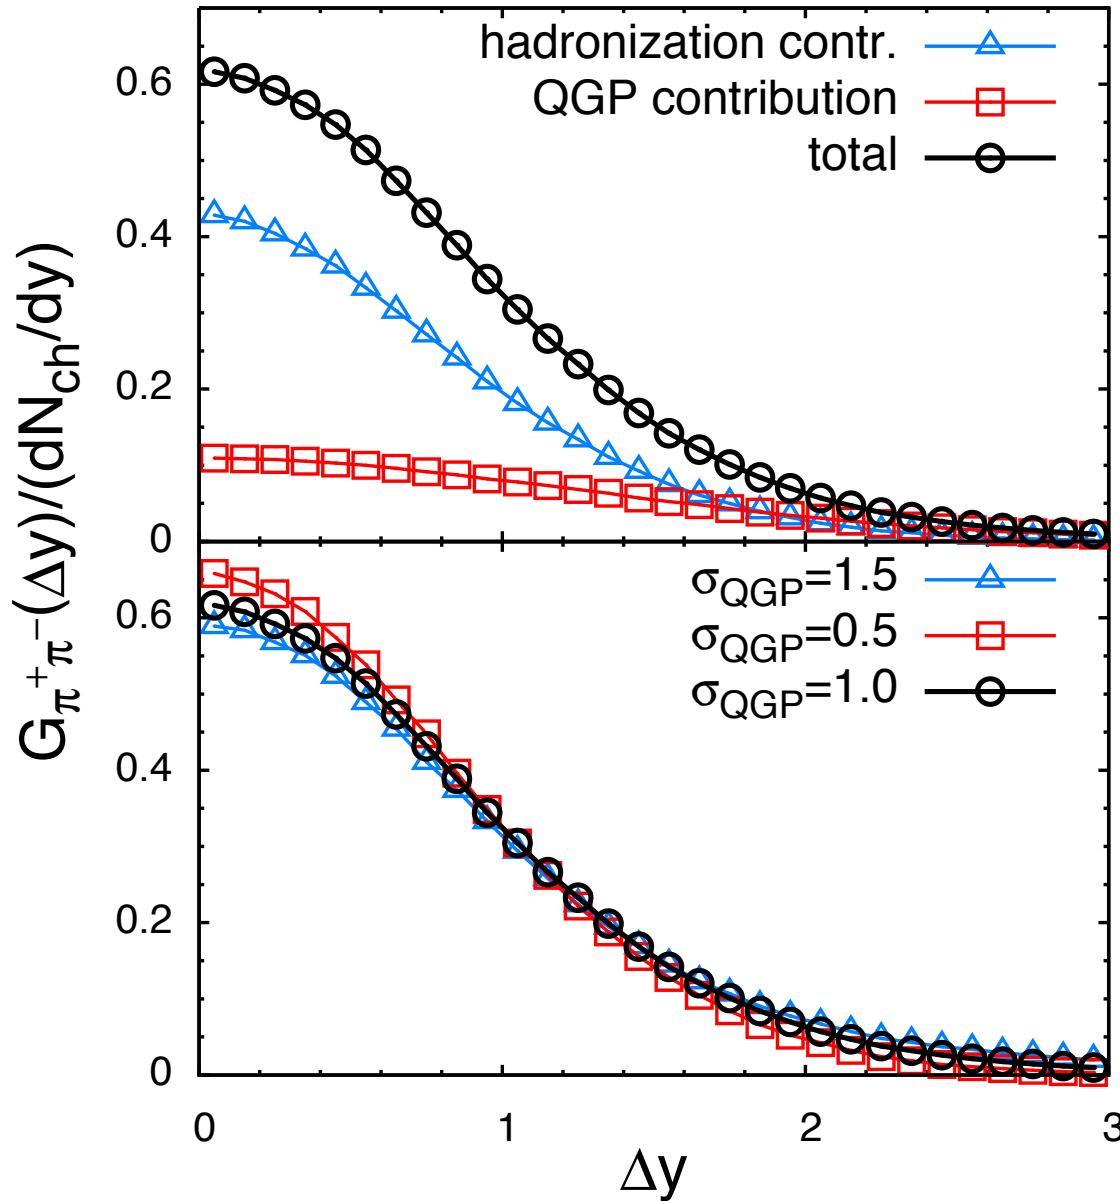 hadronization contr.
QGP contribution
total
0.6
0.4
0.2
0
σQGP=1.5
σQGP=0.5
σQGP=1.0
0.6
0.4
0.2
0
0 1 2 3
Δy
Gπ+π−(Δy)/(dNch/dy)